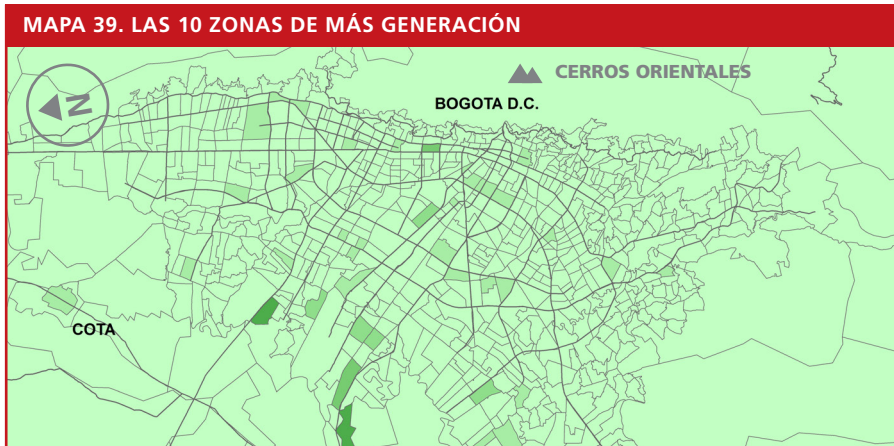 MAPA 39. LAS 10 ZONAS DE MÁS GENERACIÓN
CERROS ORIENTALES
BOGOTA D.C.
N
COTA